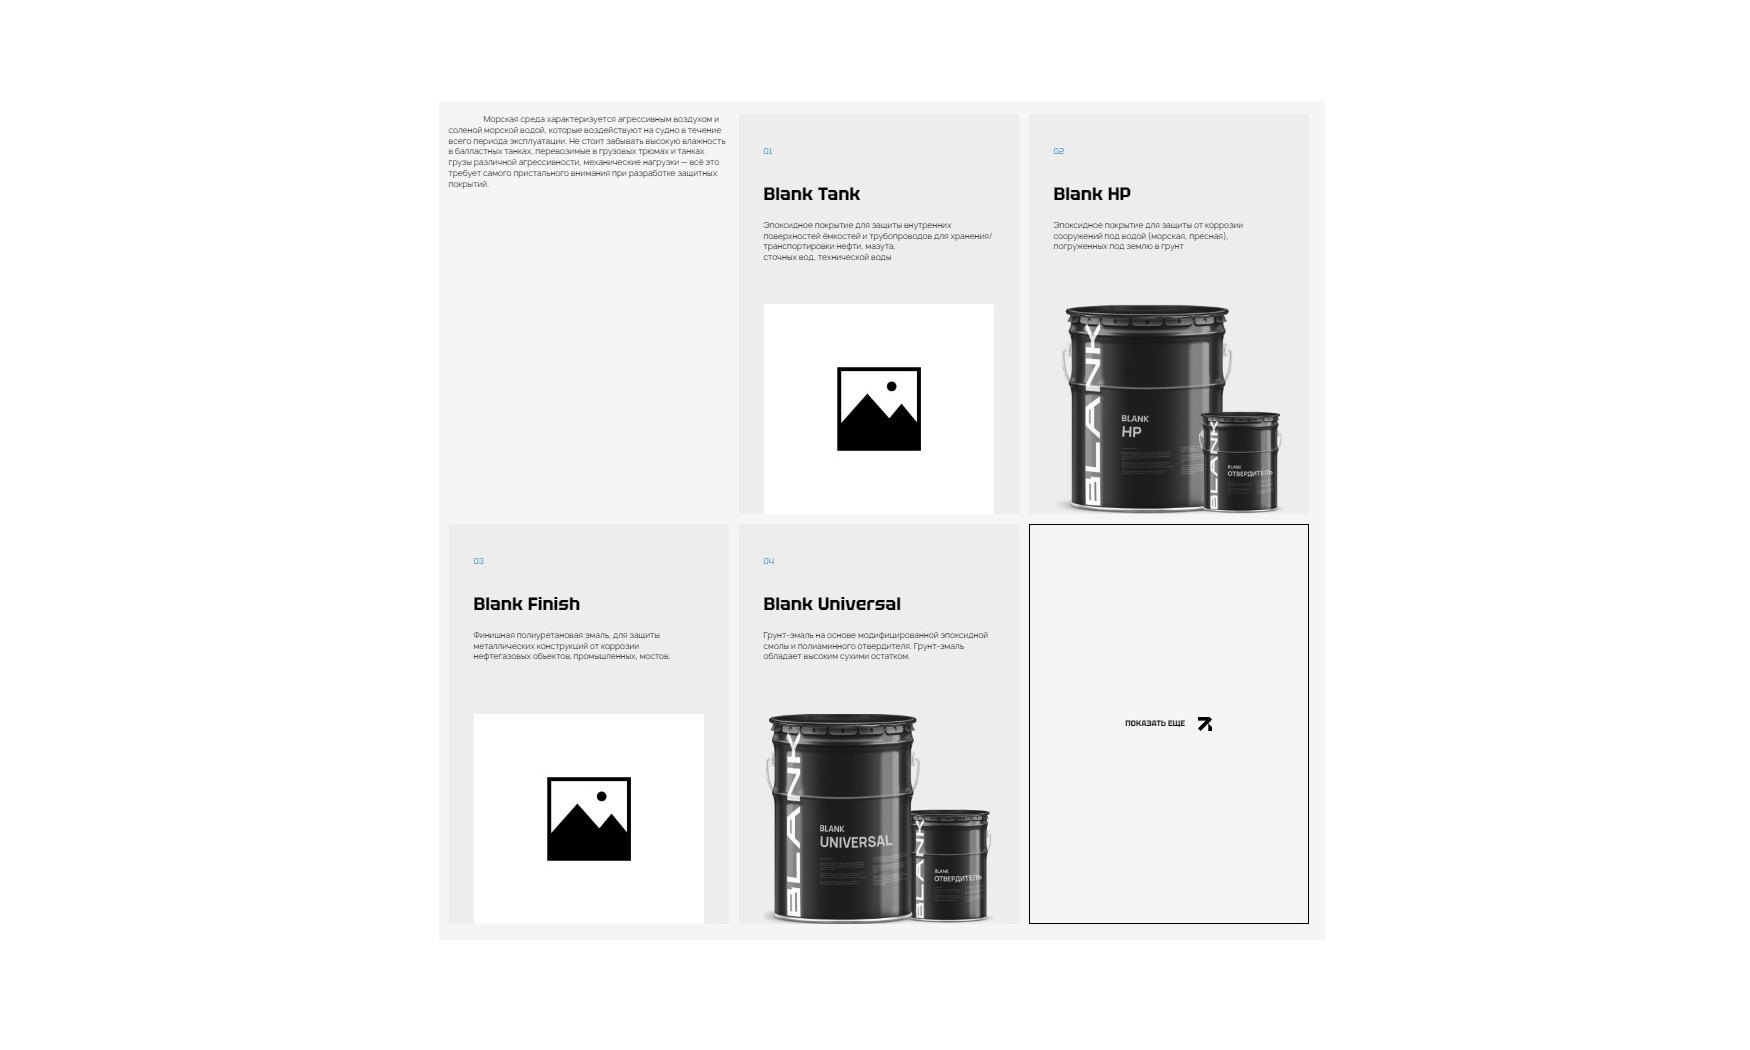 Морская среда характеризуется агрессивным воздухом и
соленой морской водой, которые воздействуют на судно в течение
всего периода эксплуатации. Не стоит забывать высокую влажность
в балластных танках, перевозимые в грузовых трюмах и танках
грузы различной агрессивности, механические нагрузки — всё это
требует самого пристального внимания при разработке защитных
покрытий.
01
Blank Tank
Эпоксидное покрытие для защиты внутренних
поверхностей ёмкостей и трубопроводов для хранения/
транспортировки нефти, мазута,
сточных вод, технической воды
02
Blank HP
Эпоксидное покрытие для защиты от коррозии
сооружений под водой (морская, пресная),
погруженных под землю в грунт
BLANK
BLANK
HP
BLANK
BLANK
ОТВЕРДИТЕЛЬ
03
Blank Finish
Финишная полиуретановая эмаль, для защиты
металлических конструкций от коррозии
нефтегазовых объектов, промышленных, мостов.
04
Blank Universal
Грунт-эмаль на основе модифицированной эпоксидной
смолы и полиаминного отвердителя. Грунт-эмаль
обладает высоким сухими остатком.
BLANK
BLANK
UNIVERSAL
BLANK
BLANK
ОТВЕРДИТЕЛЬ
ПОКАЗАТЬ ЕЩЕ